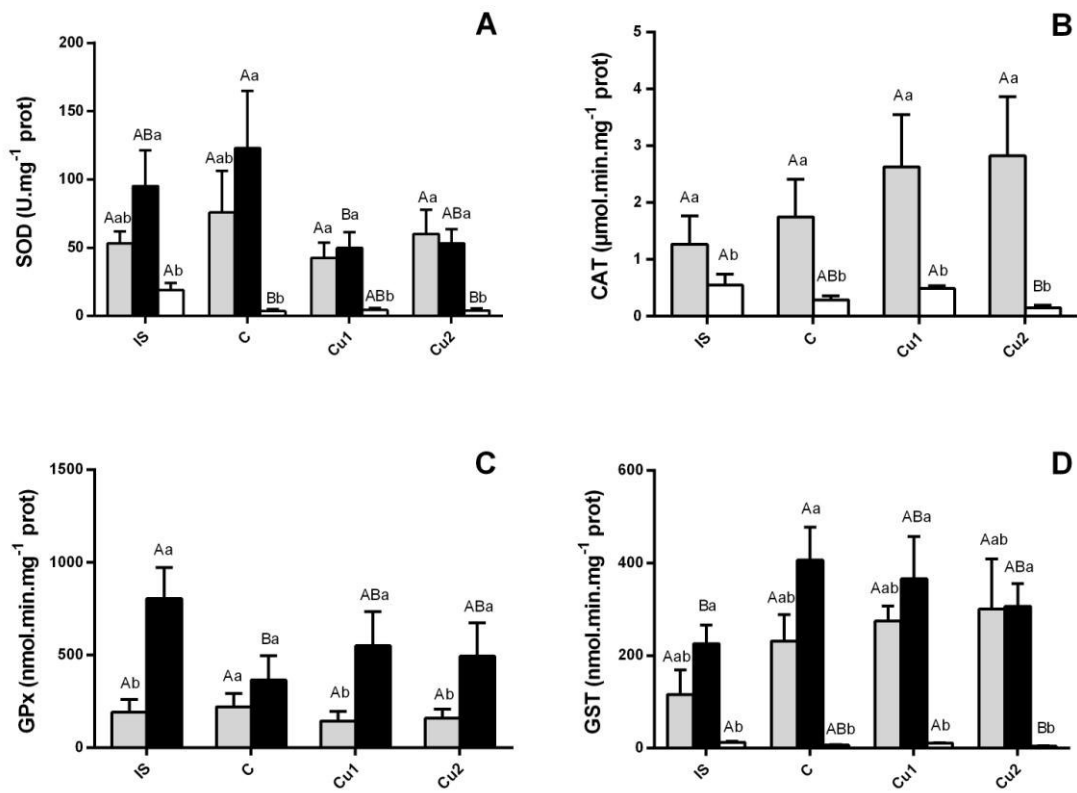 A
SOD (U.mg⁻¹ prot)
200
150
100
50
0
Aab
ABa
Ab
Aab
Aa
Bb
Aa
Ba
ABb
Aa
ABa
Bb
IS
C
Cu1
Cu2
B
CAT (µmol.min.mg⁻¹ prot)
5
4
3
2
1
0
Aa
Ab
Aa
ABb
Aa
Ab
Aa
Bb
IS
C
Cu1
Cu2
C
GPx (nmol.min.mg⁻¹ prot)
1500
1000
500
0
Ab
Aa
Aa
Ba
Ab
ABa
Ab
ABa
IS
C
Cu1
Cu2
D
GST (nmol.min.mg⁻¹ prot)
600
400
200
0
Aab
Ba
Ab
Aab
Aa
ABb
Aab
ABa
Ab
Aab
ABa
Bb
IS
C
Cu1
Cu2